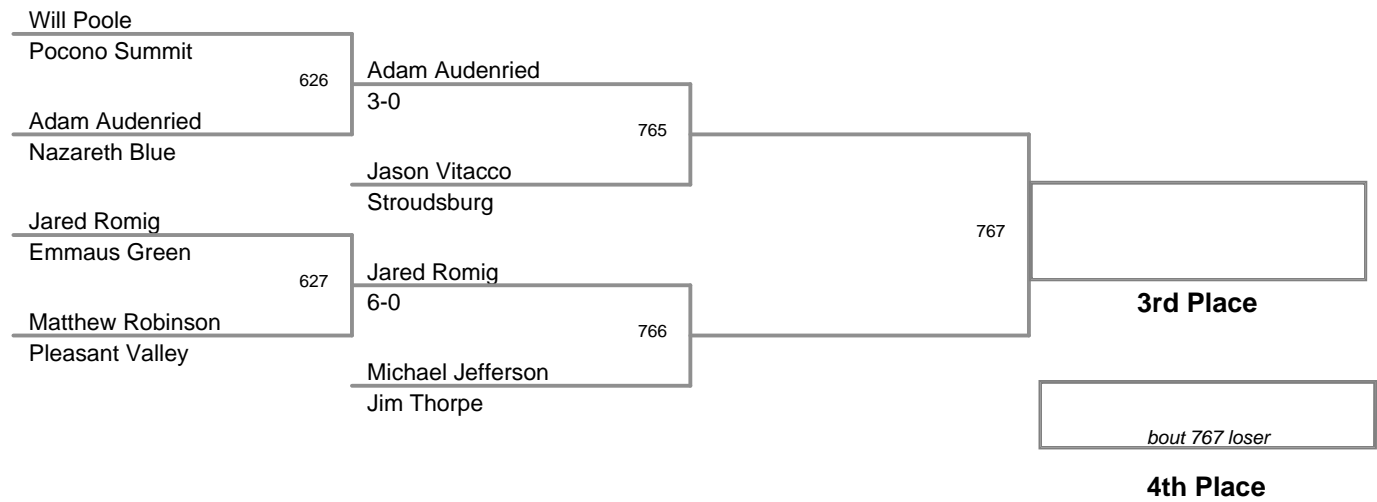 Will Poole
Pocono Summit
626
Adam Audenried
3-0
Adam Audenried
Nazareth Blue
765
Jason Vitacco
Stroudsburg
Jared Romig
Emmaus Green
767
627
Jared Romig
6-0
3rd Place
Matthew Robinson
Pleasant Valley
766
Michael Jefferson
Jim Thorpe
bout 767 loser
4th Place